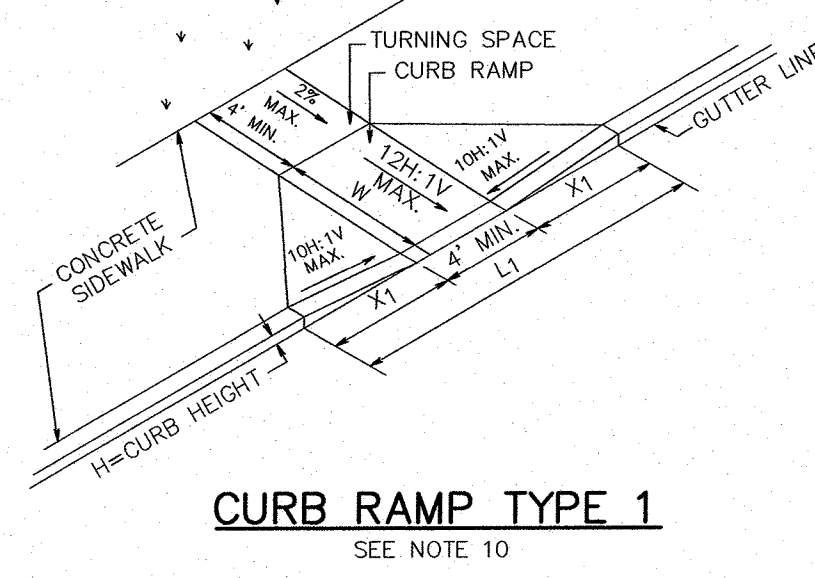 TURNING SPACE
CURB RAMP
GUTTER LINE
2%
MAX.
4' MIN.
12H:1V
MAX.
W
10H:1V
MAX.
X1
4' MIN.
L1
10H:1V
MAX.
X1
CONCRETE
SIDEWALK
H=CURB HEIGHT
CURB RAMP TYPE 1
SEE NOTE 10